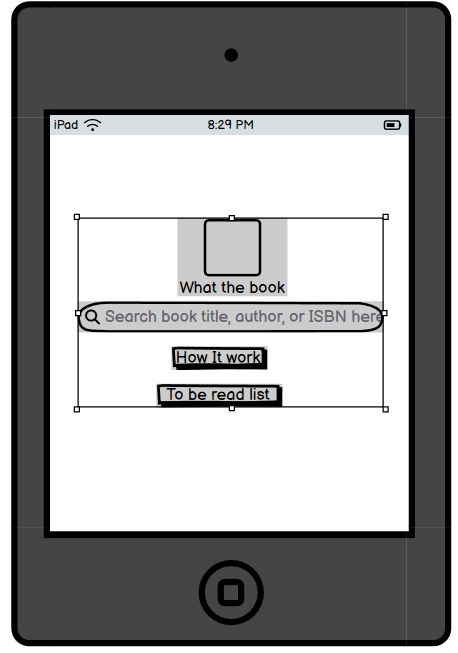 iPad 8:29 PM
What the book
Search book title, author, or ISBN here
How It work
To be read list